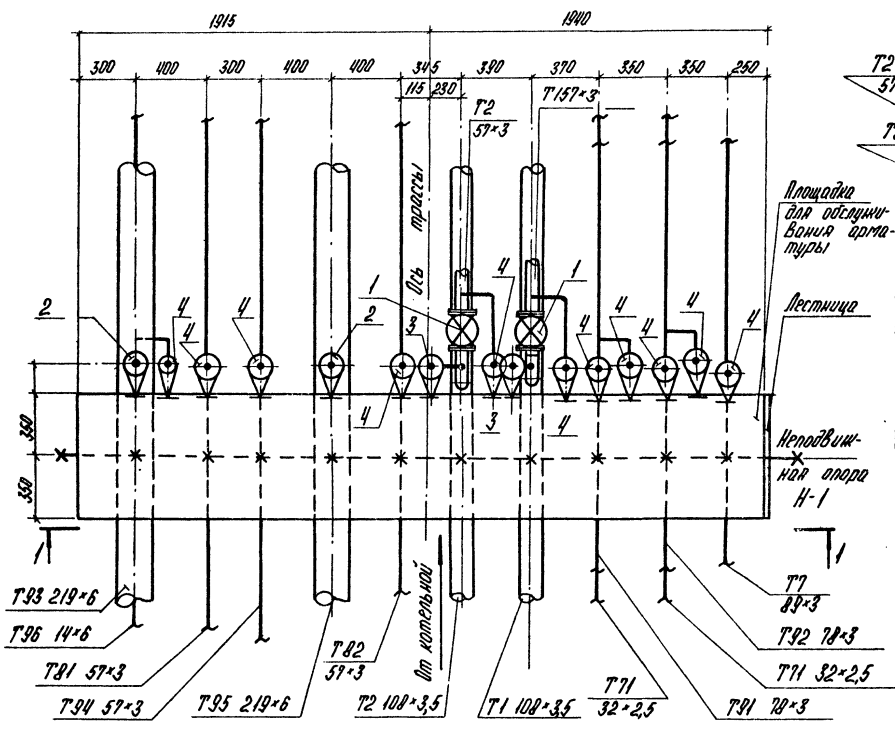 1915
1940
300
400
300
400
400
345
390
370
350
350
250
115
230
Т2
57×3
Т157×3
Т2
57
Ось трассы
Площадка
для обслужи-
вания арма-
туры
Лестница
2
4
4
4
1
2
3
4
1
4
4
4
4
4
4
3
4
350
350
Неподвиж-
ная опора
Н-1
1
1
От котельной
Т93 219×6
Т96 14×6
Т81 57×3
Т94 57×3
Т95 219×6
Т82
57×3
Т2 108×3,5
Т1 108×3,5
Т71
32×2,5
Т91 78×3
Т71 32×2,5
Т92 78×3
Т7
89×3